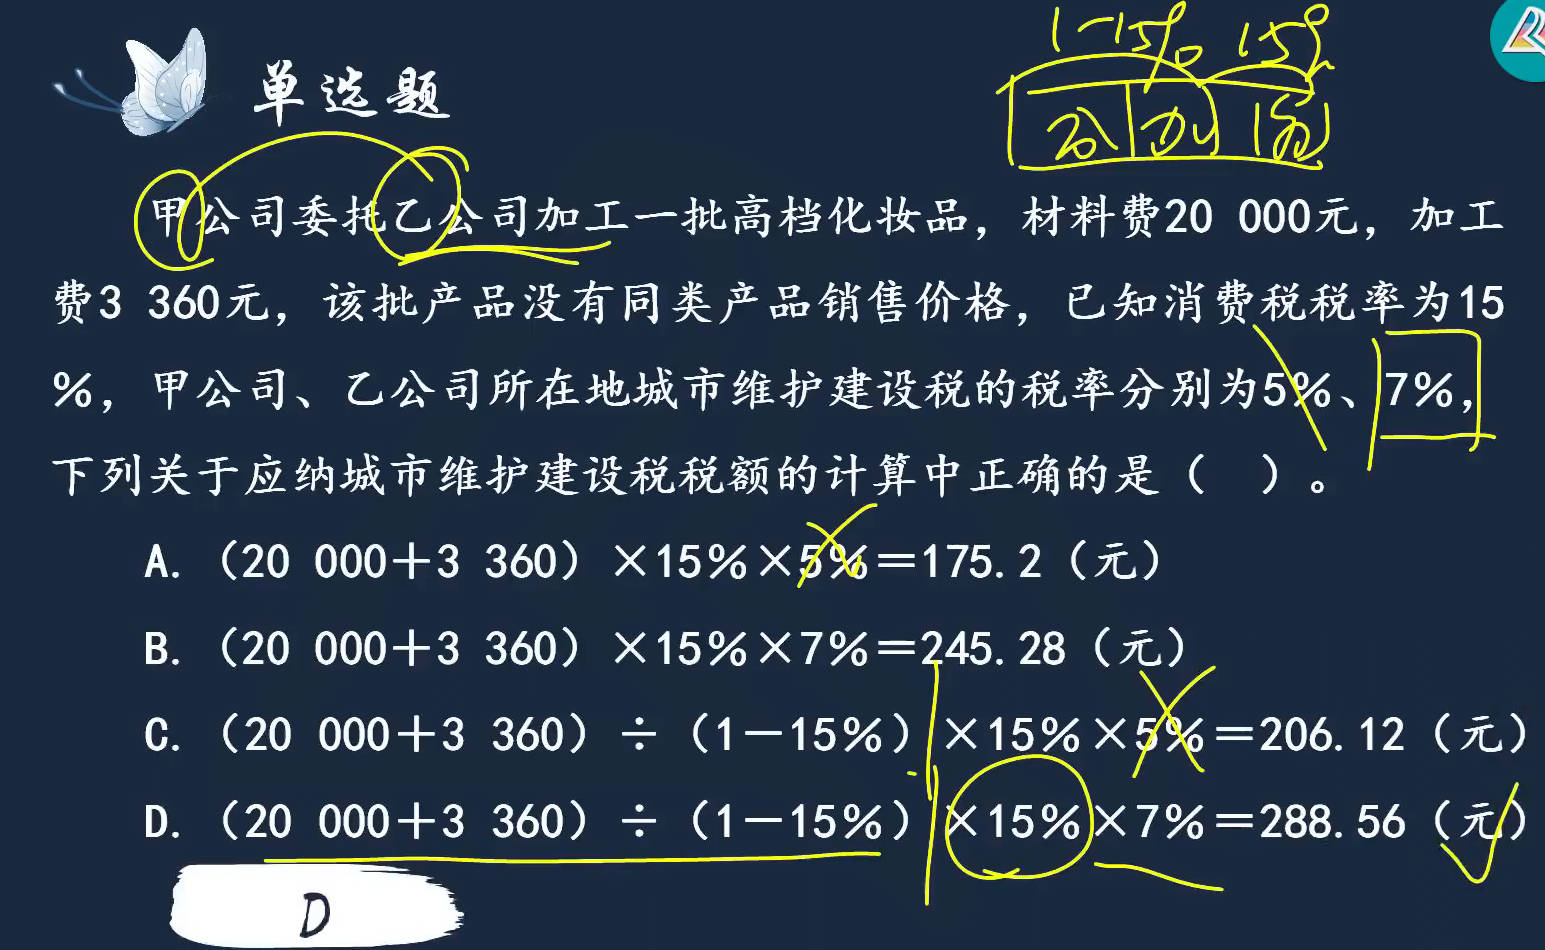 单选题
1-15% 15%
加
甲公司委托乙公司加工一批高档化妆品，材料费20 000元，加工
费3 360元，该批产品没有同类产品销售价格，已知消费税税率为15
%，甲公司、乙公司所在地城市维护建设税的税率分别为5%、7%，
下列关于应纳城市维护建设税税额的计算中正确的是（ ）。
A.（20 000＋3 360）×15%×5%＝175.2（元）
B.（20 000＋3 360）×15%×7%＝245.28（元）
C.（20 000＋3 360）÷（1－15%）×15%×5%＝206.12（元）
D.（20 000＋3 360）÷（1－15%）×15%×7%＝288.56（元）
D